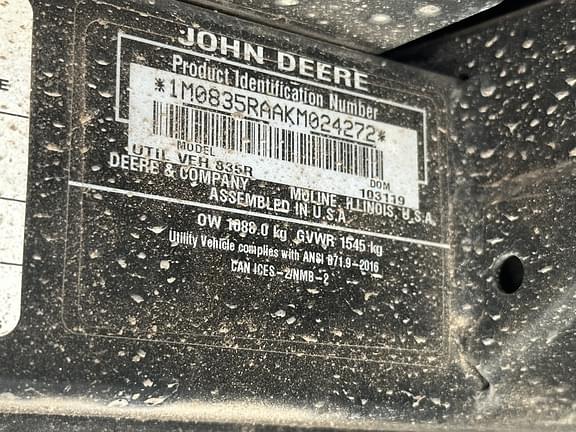 JOHN DEERE
Product Identification Number
*1M0835RAAKM024272*
MODEL DOM
UTIL VEH 835R 103119
DEERE & COMPANY MOLINE, ILLINOIS, U.S.A.
ASSEMBLED IN U.S.A.
OW 1088.0 kg GVWR 1545 kg
Utility Vehicle complies with ANSI B71.9-2016
CAN ICES-2/NMB-2